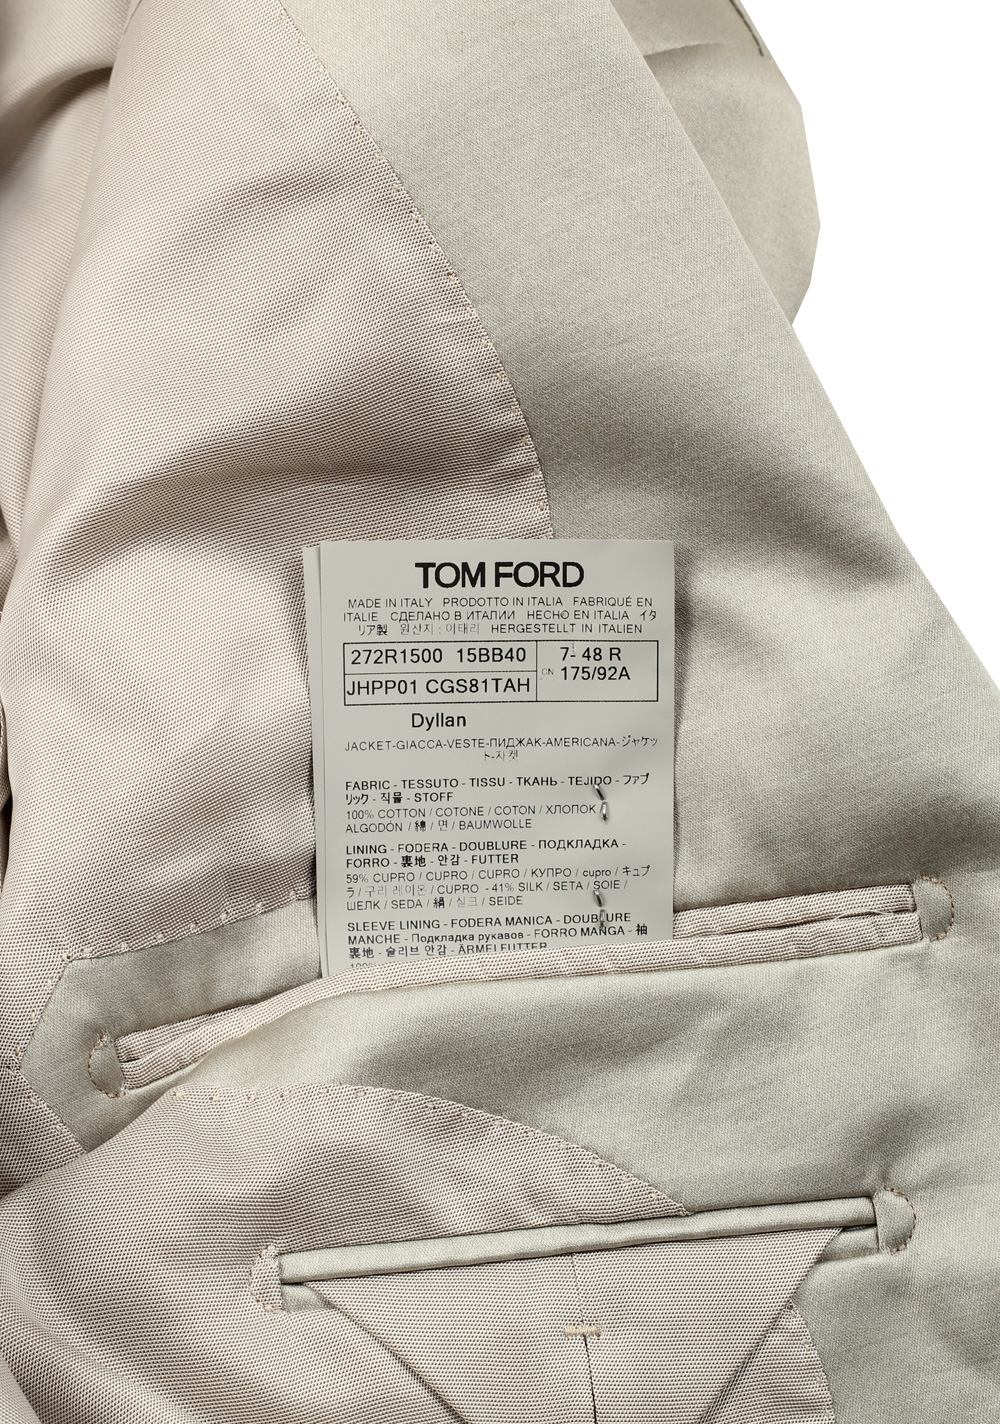 TOM FORD
MADE IN ITALY PRODOTTO IN ITALIA FABRIQUÉ EN
ITALIE СДЕЛАНО В ИТАЛИИ HECHO EN ITALIA イタ
リア製 원산지 : 이태리 HERGESTELLT IN ITALIEN
272R1500 15BB40 7- 48 R
JHPP01 CGS81TAH CN 175/92A
Dyllan
JACKET-GIACCA-VESTE-ПИДЖАК-AMERICANA-ジャケッ
ト-자켓
FABRIC - TESSUTO - TISSU - ТКАНЬ - TEJIDO - ファブ
リック - 직물 - STOFF
100% COTTON / COTONE / COTON / ХЛОПОК /
ALGODÓN / 綿 / 면 / BAUMWOLLE
LINING - FODERA - DOUBLURE - ПОДКЛАДКА -
FORRO - 裏地 - 안감 - FUTTER
59% CUPRO / CUPRO / CUPRO / КУПРО / cupro / キュプ
ラ / 구리 레이온 / CUPRO - 41% SILK / SETA / SOIE /
ШЕЛК / SEDA / 絹 / 실크 / SEIDE
SLEEVE LINING - FODERA MANICA - DOUBLURE
MANCHE - Подкладка рукавов - FORRO MANGA - 袖
裏地 - 슬리브 안감 - ÄRMELFUTTER
100%